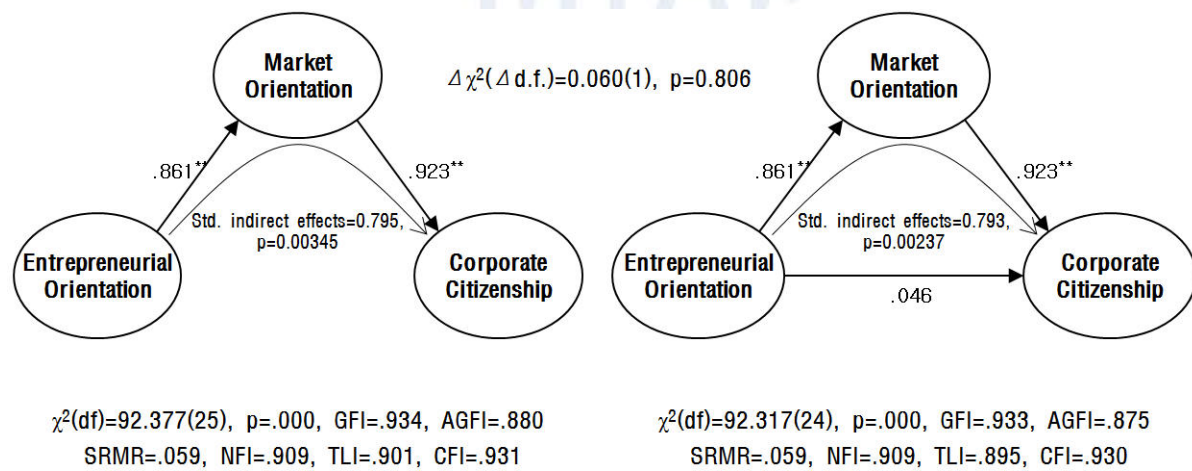 Market
Orientation
Δχ²(Δd.f.)=0.060(1), p=0.806
.861**
.923**
Std. indirect effects=0.795,
p=0.00345
Entrepreneurial
Orientation
Corporate
Citizenship
χ²(df)=92.377(25), p=.000, GFI=.934, AGFI=.880
SRMR=.059, NFI=.909, TLI=.901, CFI=.931
Market
Orientation
.861**
.923**
Std. indirect effects=0.793,
p=0.00237
Entrepreneurial
Orientation
.046
Corporate
Citizenship
χ²(df)=92.317(24), p=.000, GFI=.933, AGFI=.875
SRMR=.059, NFI=.909, TLI=.895, CFI=.930